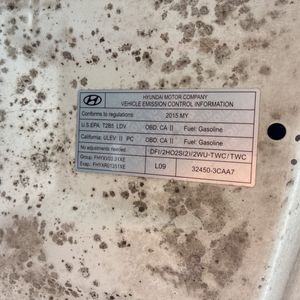 HYUNDAI MOTOR COMPANY
VEHICLE EMISSION CONTROL INFORMATION
Conforms to regulations 2015 MY
U.S.EPA: T2B5 LDV OBD: CA II Fuel: Gasoline
California: ULEV II PC OBD: CA II Fuel: Gasoline
No adjustments needed. DFI/2HO2S(2)/2WU-TWC/TWC
Group: L09 32450-3CAA7
Evap: